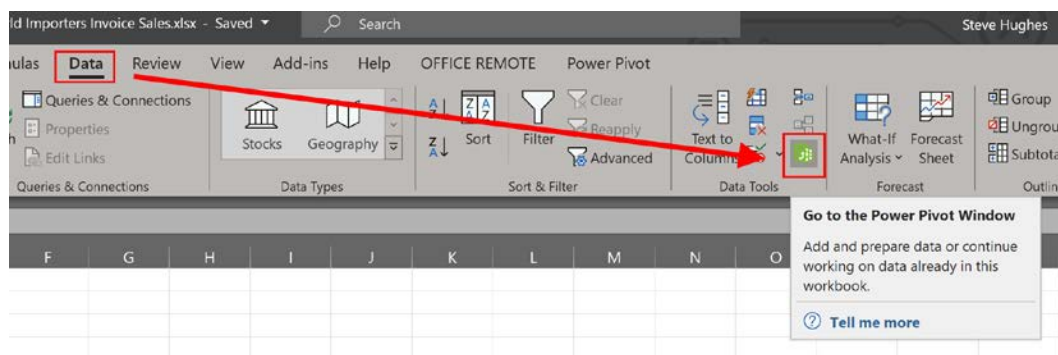 ld Importers Invoice Sales.xlsx - Saved
Search
Steve Hughes
ulas Data Review View Add-ins Help OFFICE REMOTE Power Pivot
Queries & Connections
Properties
Edit Links
Queries & Connections
Stocks Geography
Data Types
Sort Filter
Clear
Reapply
Advanced
Sort & Filter
Text to
Columns
Data Tools
What-If
Analysis
Forecast
Sheet
Forecast
Group
Ungrou
Subtota
Outlin
F G H I J K L M N O
Go to the Power Pivot Window
Add and prepare data or continue
working on data already in this
workbook.
Tell me more